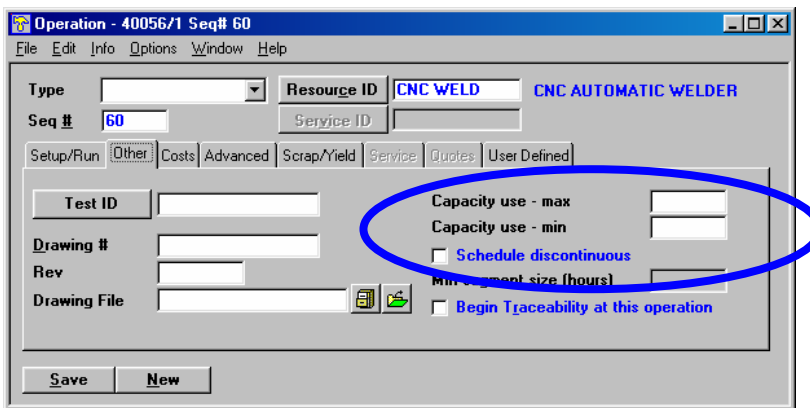 Operation - 40056/1 Seq# 60
File Edit Info Options Window Help
Type Resource ID CNC WELD CNC AUTOMATIC WELDER
Seq # 60 Service ID
Setup/Run Other Costs Advanced Scrap/Yield Service Quotes User Defined
Test ID Capacity use - max
Capacity use - min
Drawing # Schedule discontinuous
Rev Min segment size (hours)
Drawing File Begin Traceability at this operation
Save New